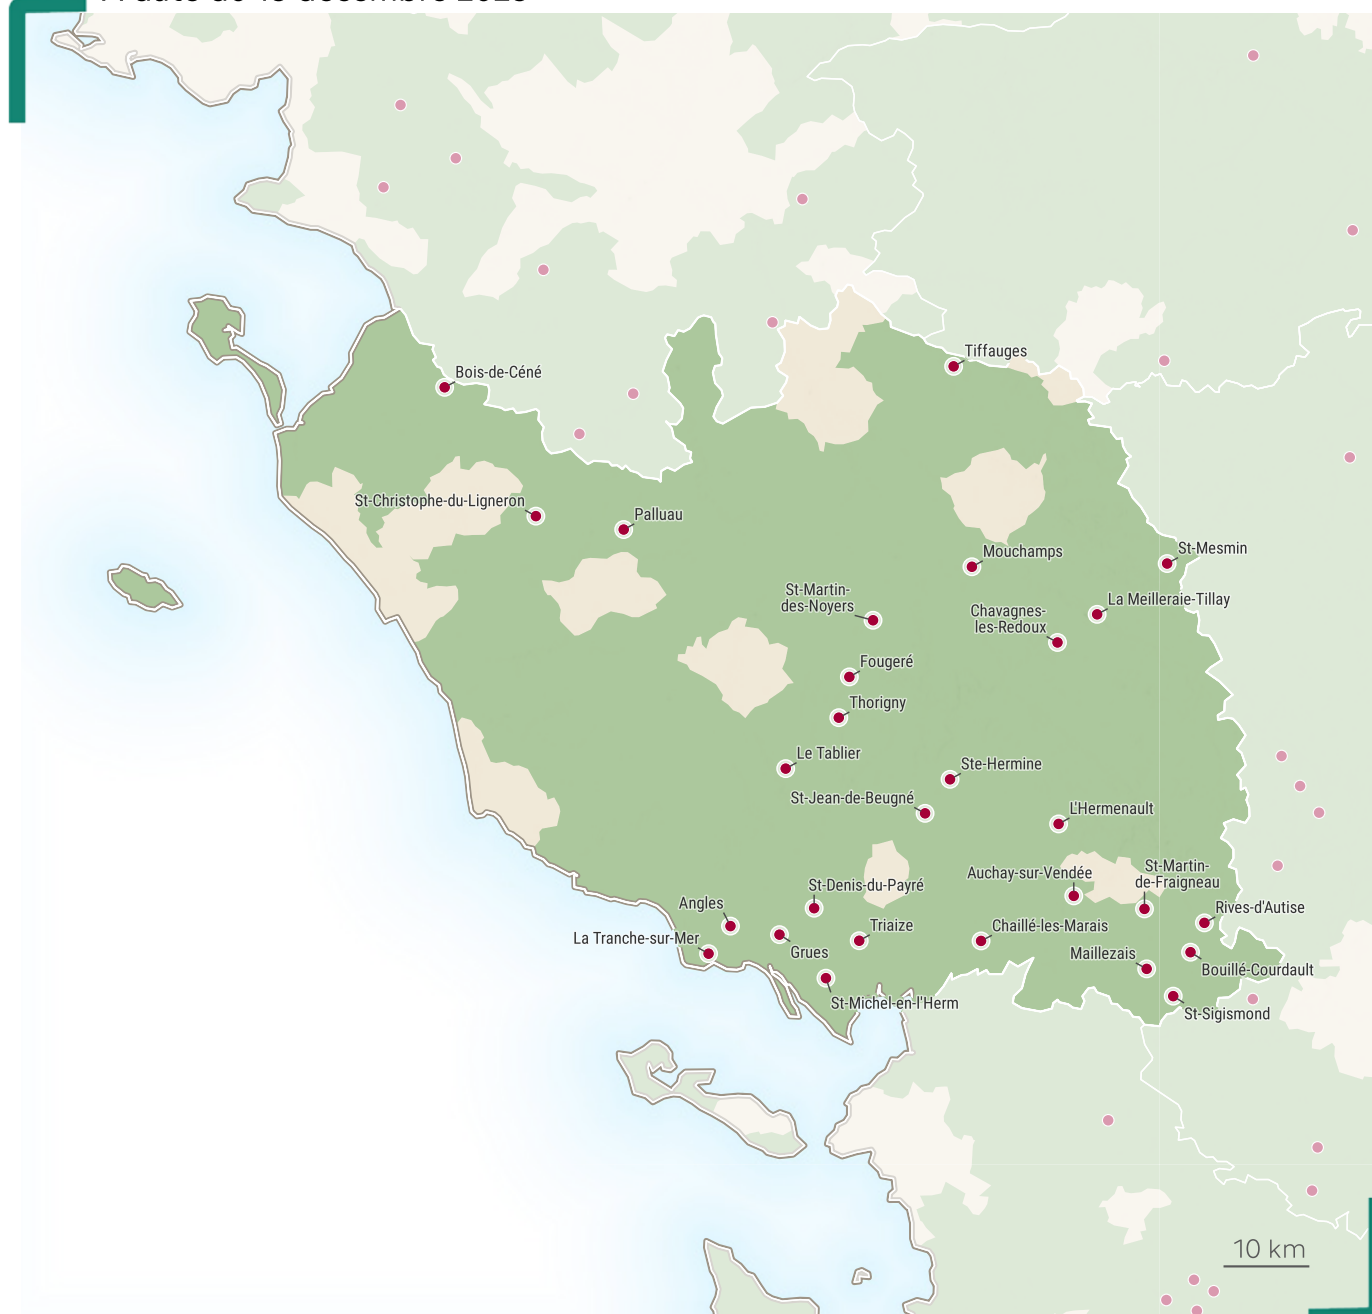 Tiffauges
Bois-de-Céné
St-Christophe-du-Ligneron
Palluau
St-Mesmin
Mouchamps
St-Martin-
des-Noyers
La Meilleraie-Tillay
Chavagnes-
les-Redoux
Fougeré
Thorigny
Le Tablier
Ste-Hermine
St-Jean-de-Beugné
L'Hermenault
St-Martin-
de-Fraigneau
Auchay-sur-Vendée
St-Denis-du-Payré
Angles
Rives-d'Autise
Triaize
Chaillé-les-Marais
La Tranche-sur-Mer
Grues
Maillezais
Bouillé-Courdault
St-Michel-en-l'Herm
St-Sigismond
10 km